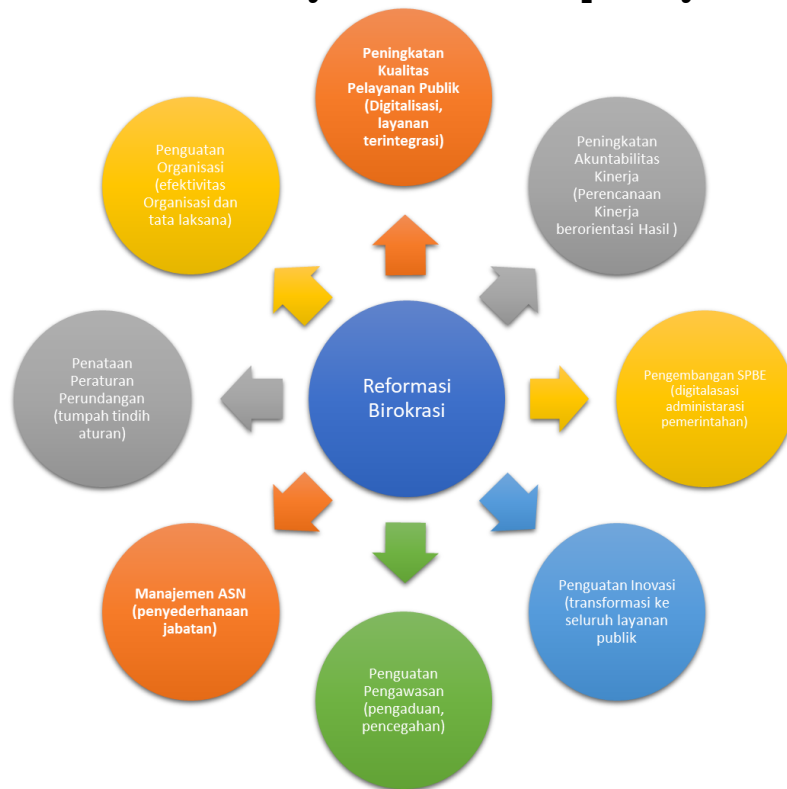 Peningkatan
Kualitas
Pelayanan Publik
(Digitalisasi,
layanan
terintegrasi)
Peningkatan
Akuntabilitas
Kinerja
(Perencanaan
Kinerja
berorientasi Hasil )
Pengembangan SPBE
(digitalasasi
administarasi
pemerintahan)
Penguatan Inovasi
(transformasi ke
seluruh layanan
publik
Penguatan
Pengawasan
(pengaduan,
pencegahan)
Manajemen ASN
(penyederhanaan
jabatan)
Penataan
Peraturan
Perundangan
(tumpah tindih
aturan)
Penguatan
Organisasi
(efektivitas
Organisasi dan
tata laksana)
Reformasi
Birokrasi